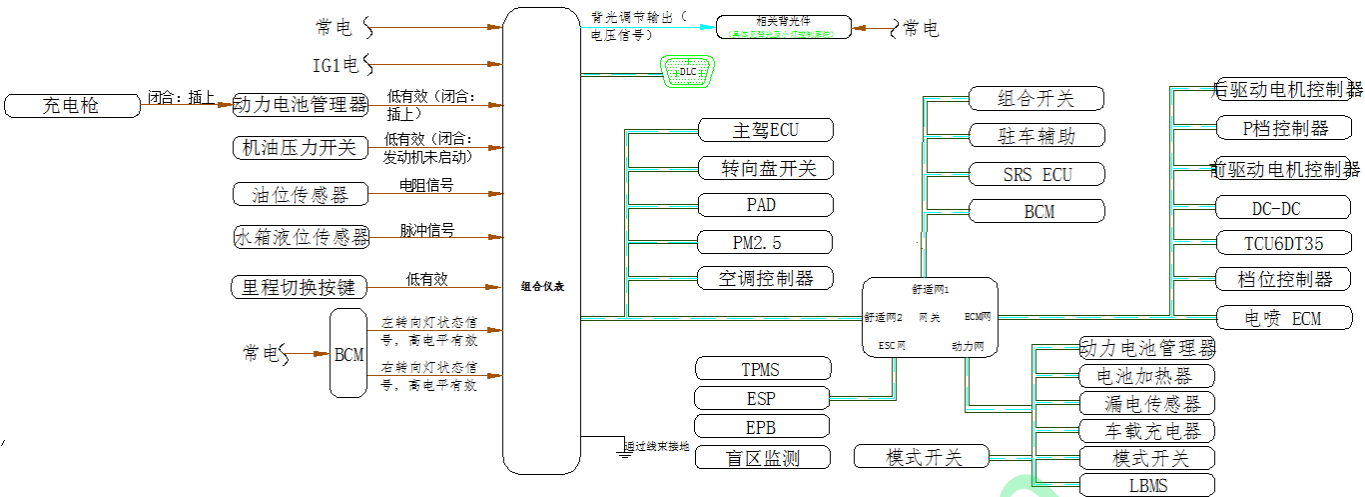 常电
IG1电
充电枪
闭合：插上
动力电池管理器
低有效（闭合：
插上）
机油压力开关
低有效（闭合：
发动机未启动）
油位传感器
电阻信号
水箱液位传感器
脉冲信号
里程切换按键
低有效
常电
BCM
左转向灯状态信
号，高电平有效
右转向灯状态信
号，高电平有效
组合仪表
背光调节输出（
电压信号）
相关背光件
（具体见背光及小灯控制系统）
常电
DLC
主驾ECU
转向盘开关
PAD
PM2.5
空调控制器
TPMS
ESP
EPB
盲区监测
通过线束接地
组合开关
驻车辅助
SRS ECU
BCM
舒适网1
舒适网2
网关
ECM网
ESC网
动力网
后驱动电机控制器
P档控制器
前驱动电机控制器
DC-DC
TCU6DT35
档位控制器
电喷 ECM
动力电池管理器
电池加热器
漏电传感器
车载充电器
模式开关
模式开关
LBMS